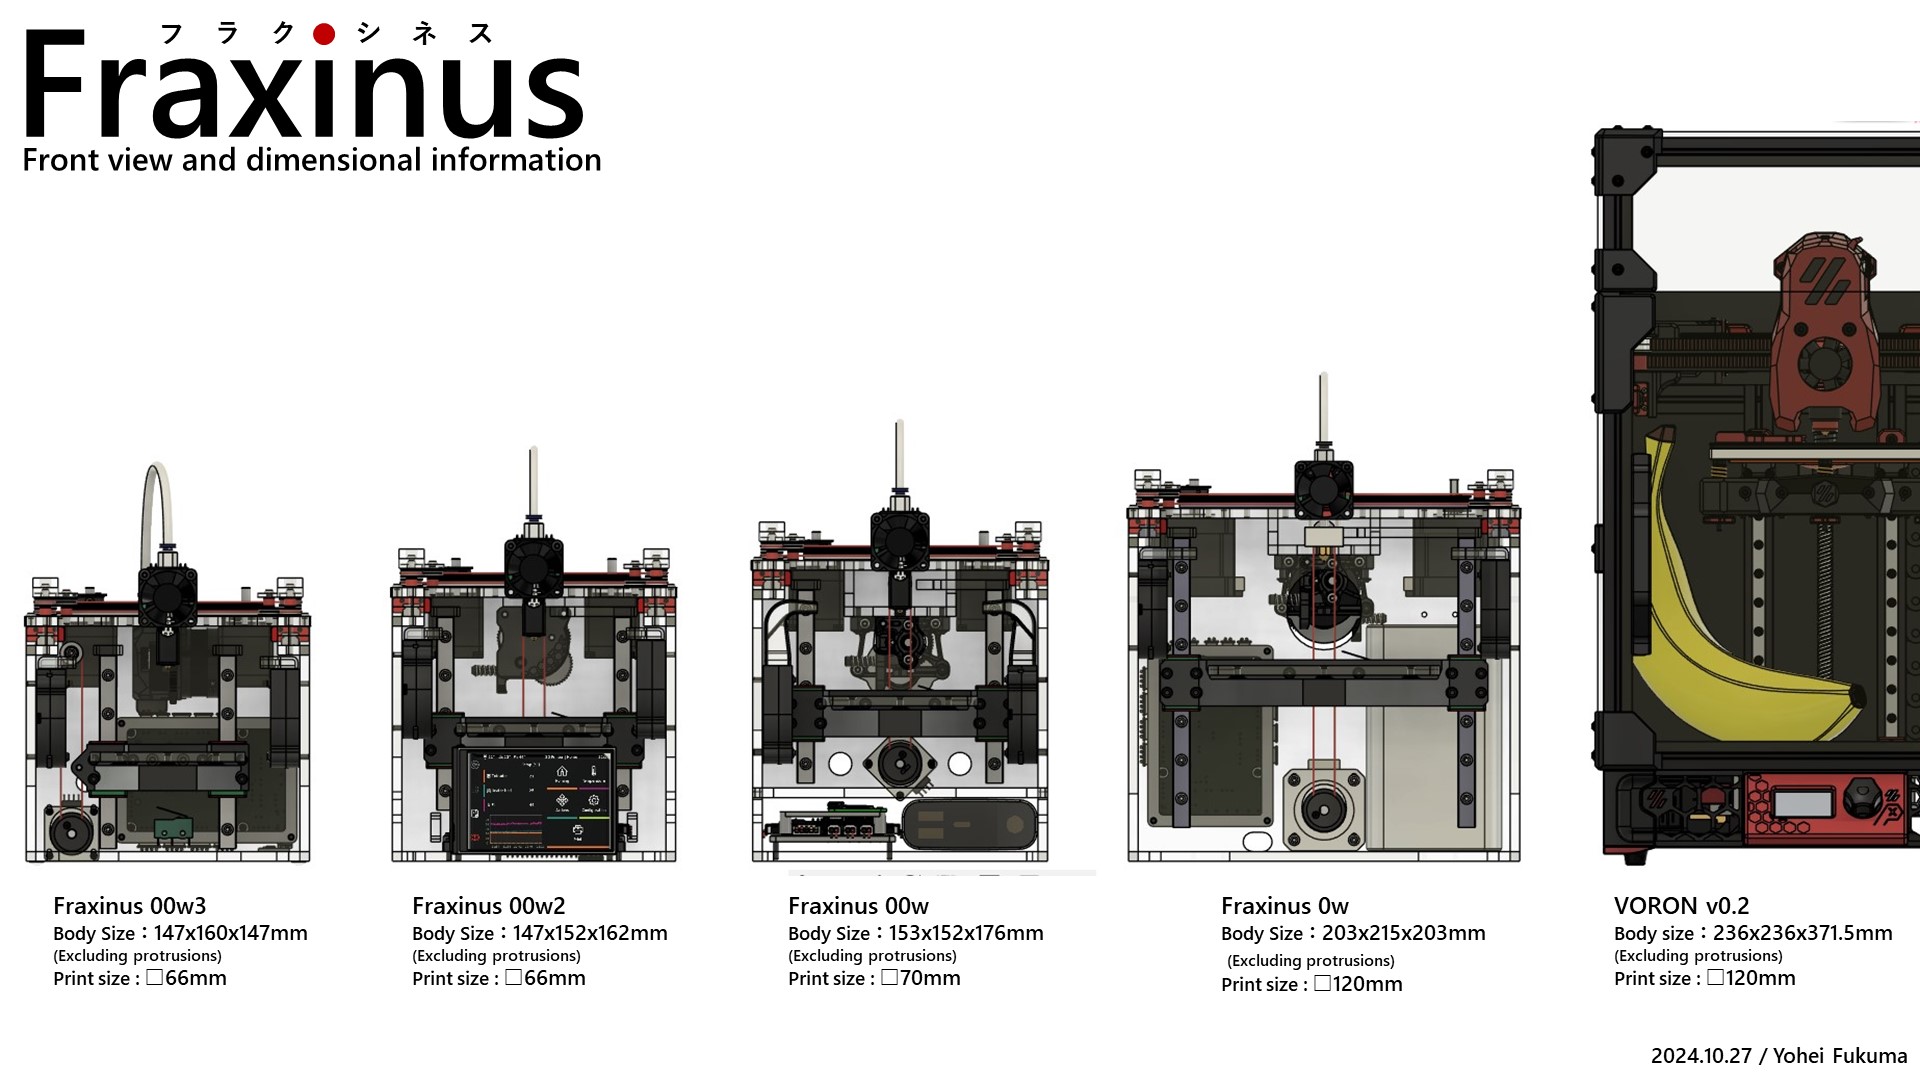 フラクシネス
Fraxinus
Front view and dimensional information
Fraxinus 00w3
Body Size：147x160x147mm
(Excluding protrusions)
Print size : □66mm
Fraxinus 00w2
Body Size：147x152x162mm
(Excluding protrusions)
Print size : □66mm
Fraxinus 00w
Body Size：153x152x176mm
(Excluding protrusions)
Print size : □70mm
Fraxinus 0w
Body Size：203x215x203mm
(Excluding protrusions)
Print size : □120mm
VORON v0.2
Body size：236x236x371.5mm
(Excluding protrusions)
Print size : □120mm
2024.10.27 / Yohei Fukuma